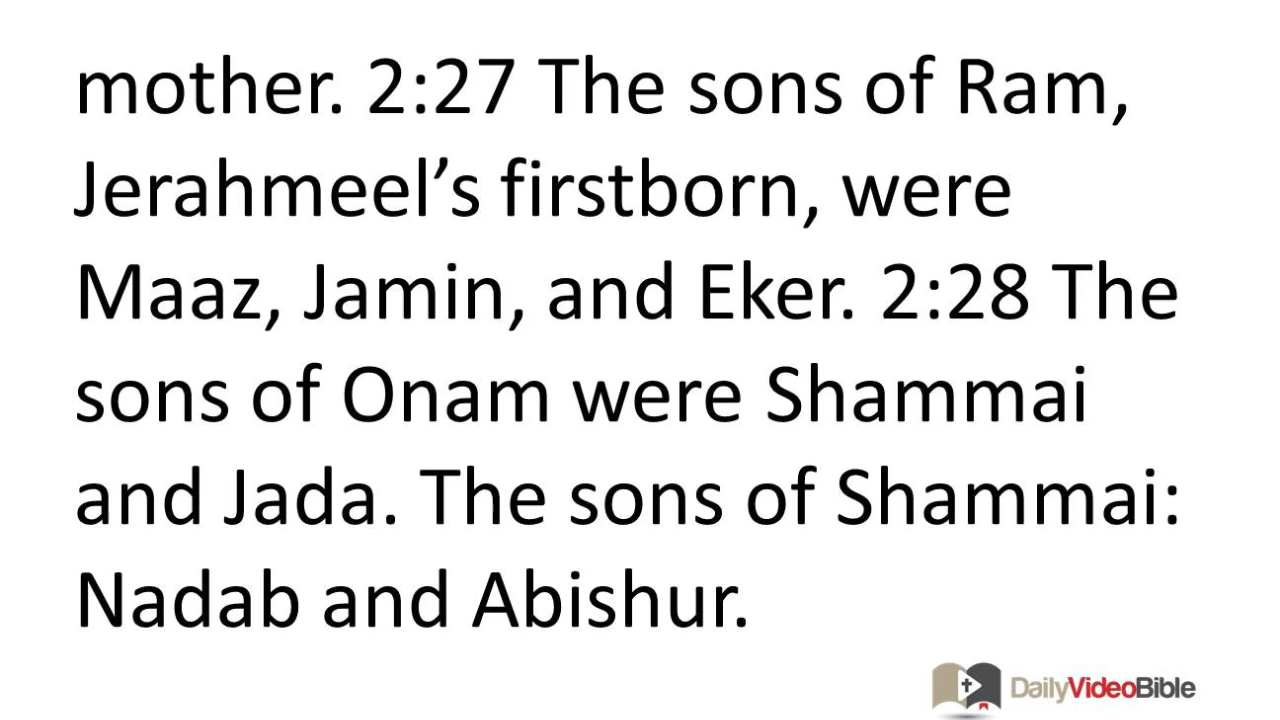 mother. 2:27 The sons of Ram,
Jerahmeel’s firstborn, were
Maaz, Jamin, and Eker. 2:28 The
sons of Onam were Shammai
and Jada. The sons of Shammai:
Nadab and Abishur.
DailyVideoBible